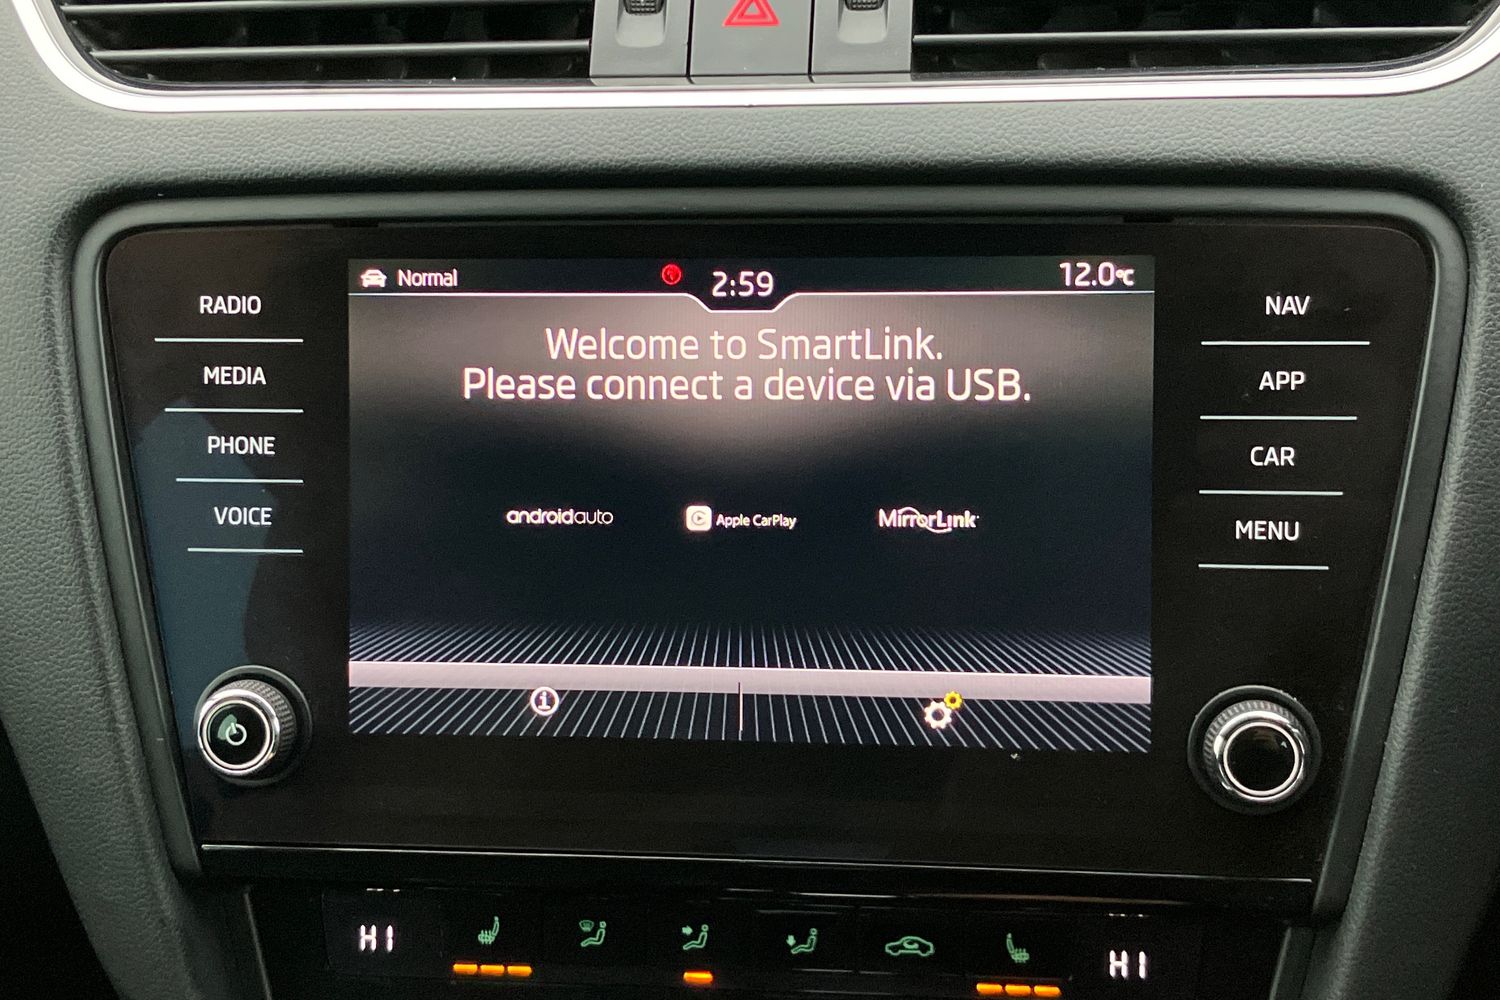 Normal
2:59
12.0°C
RADIO
MEDIA
PHONE
VOICE
Welcome to SmartLink.
Please connect a device via USB.
androidauto
Apple CarPlay
MirrorLink
NAV
APP
CAR
MENU
HI
HI